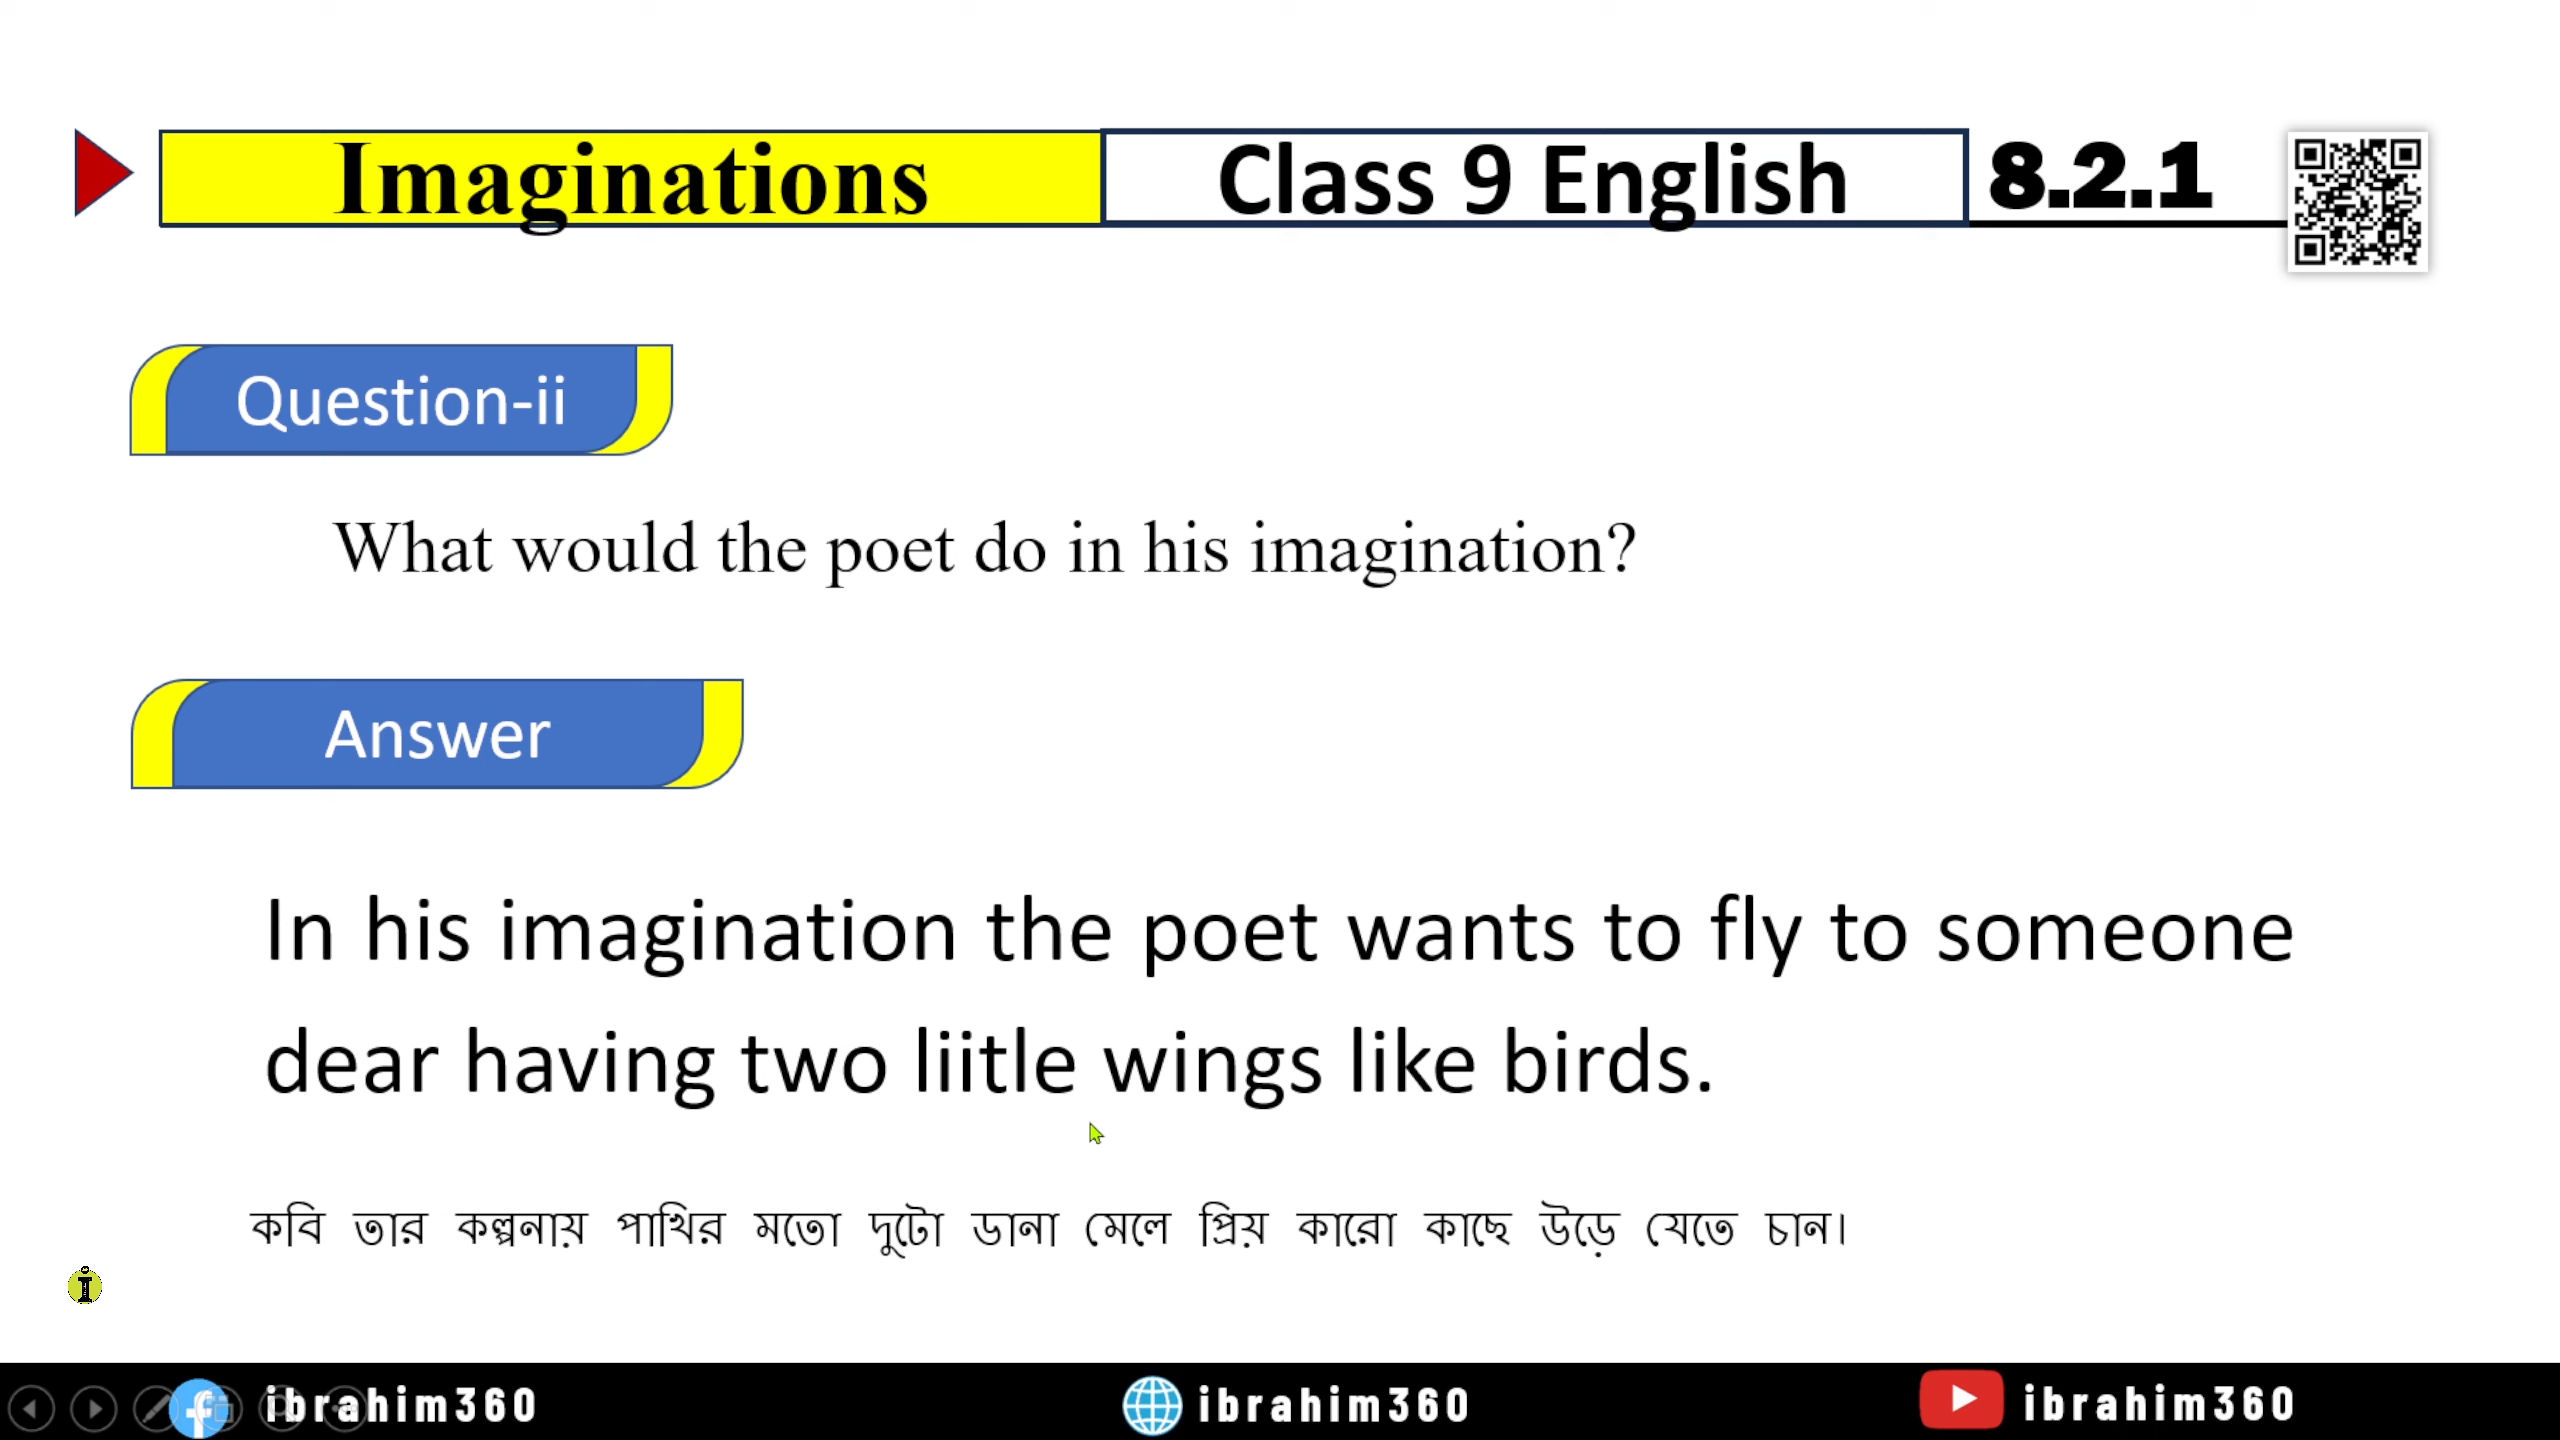 Imaginations Class 9 English 8.2.1
Question-ii
What would the poet do in his imagination?
Answer
In his imagination the poet wants to fly to someone
dear having two liitle wings like birds.
কবি তার কল্পনায় পাখির মতো দুটো ডানা মেলে প্রিয় কারো কাছে উড়ে যেতে চান।
ibrahim360 ibrahim360 ibrahim360